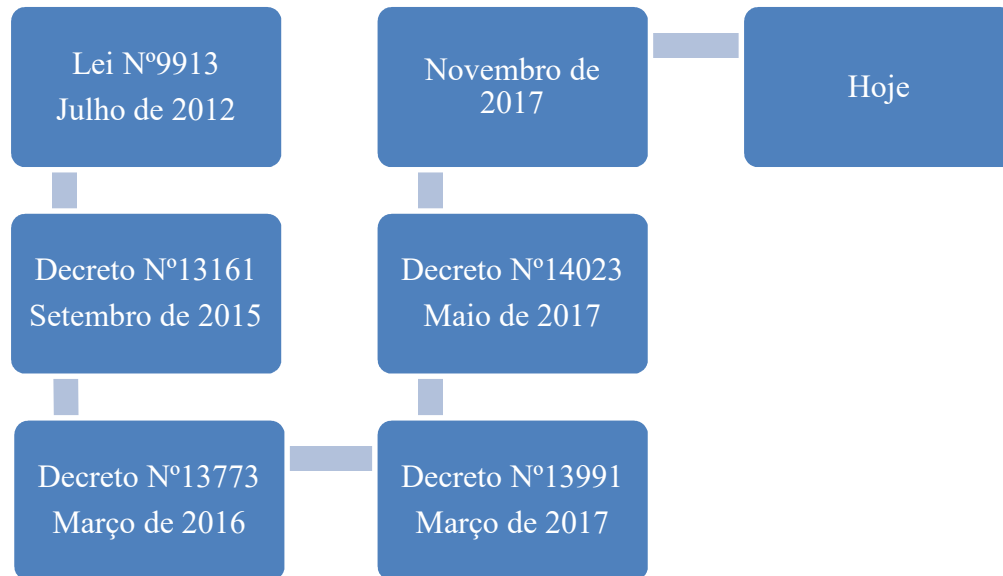 Lei Nº9913
Julho de 2012
Decreto Nº13161
Setembro de 2015
Decreto Nº13773
Março de 2016
Decreto Nº13991
Março de 2017
Decreto Nº14023
Maio de 2017
Novembro de
2017
Hoje